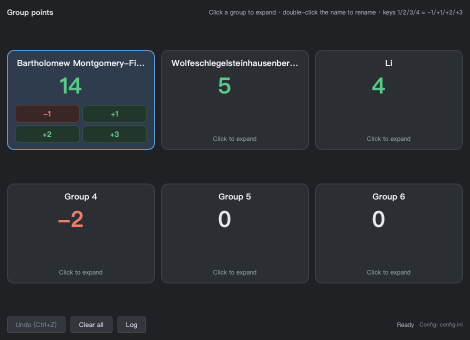 Group points
Click a group to expand · double-click the name to rename · keys 1/2/3/4 = −1/+1/+2/+3
Bartholomew Montgomery-Fi...
14
−1
+1
+2
+3
Wolfeschlegelsteinhausenber...
5
Click to expand
Li
4
Click to expand
Group 4
−2
Click to expand
Group 5
0
Click to expand
Group 6
0
Click to expand
Undo (Ctrl+Z)
Clear all
Log
Ready
Config: config.ini